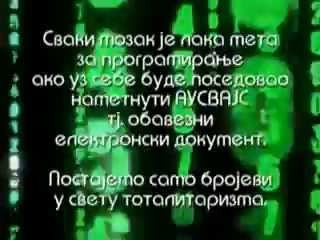 Сваки мозак је лака мета
за програмирање
ако уз себе буде поседовао
наметнути АУСВАЈС
тј. обавезни
електронски документ.
Постајемо само бројеви
у свету тоталитаризма.